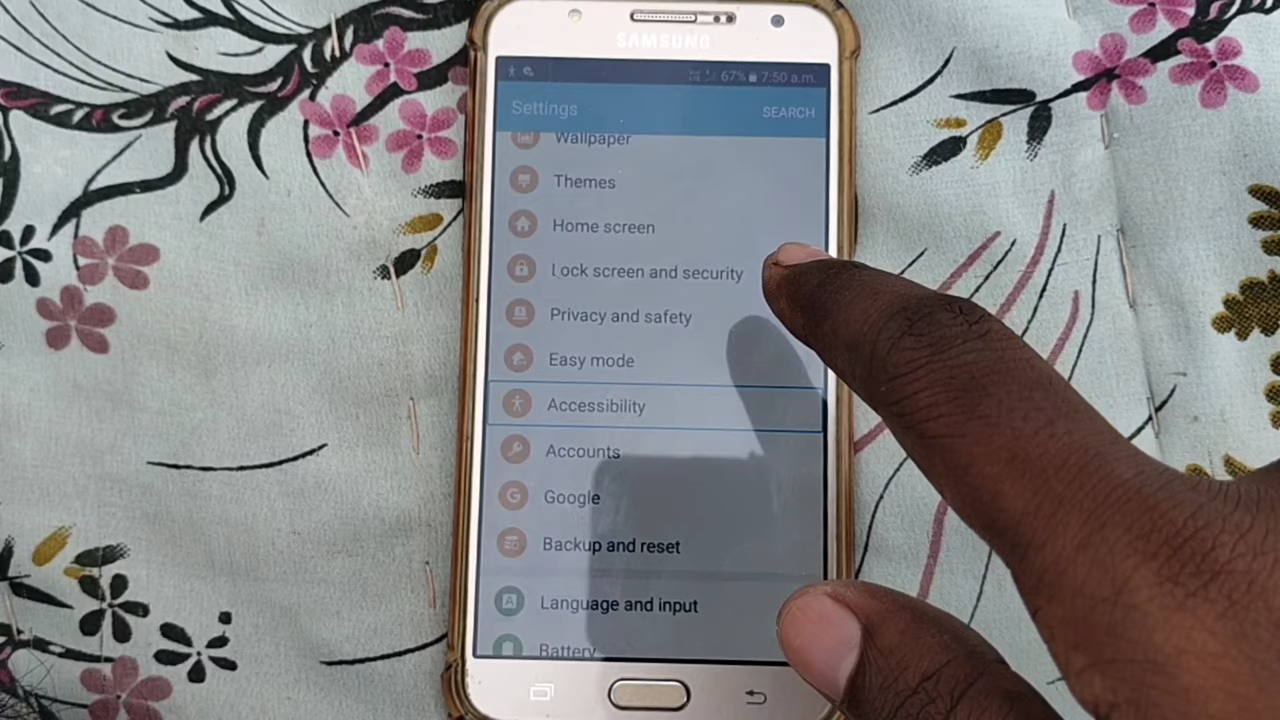 SAMSUNG
67% 7:50 a.m.
Settings SEARCH
Wallpaper
Themes
Home screen
Lock screen and security
Privacy and safety
Easy mode
Accessibility
Accounts
G Google
Backup and reset
A Language and input
Battery